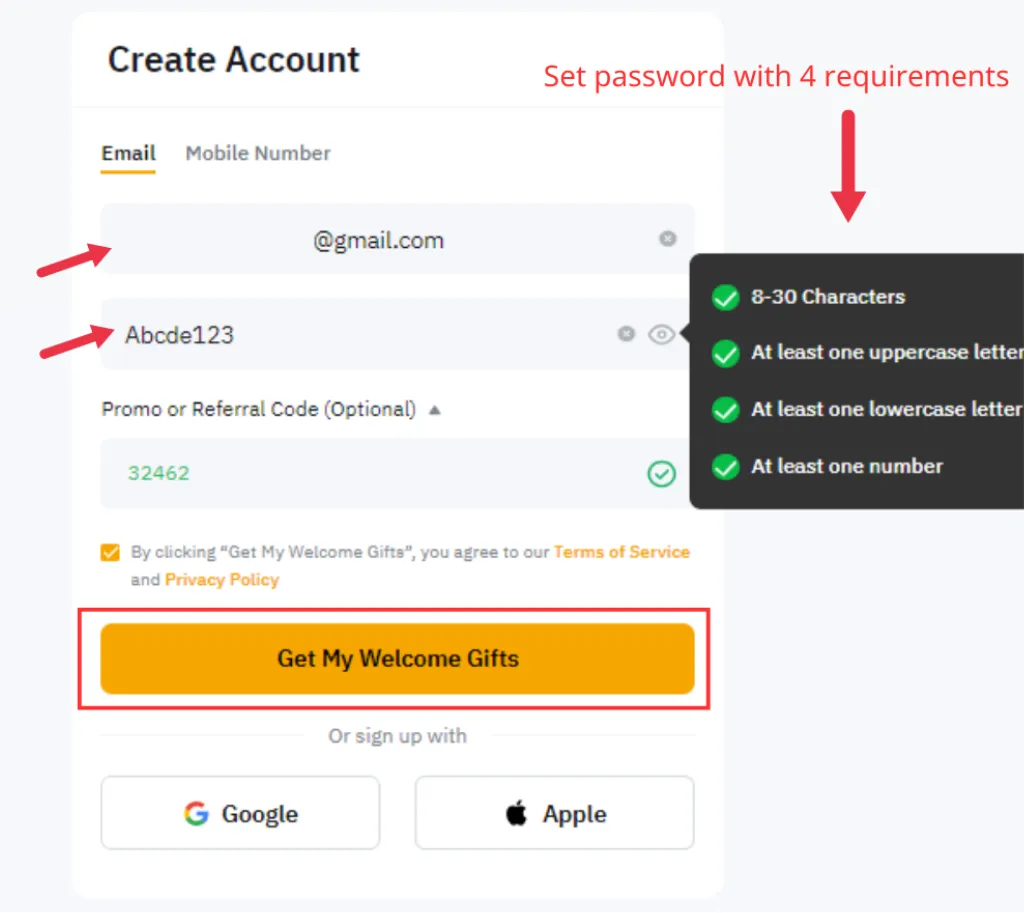 Create Account
Set password with 4 requirements
Email Mobile Number
@gmail.com
Abcde123
8-30 Characters
At least one uppercase letter
At least one lowercase letter
At least one number
Promo or Referral Code (Optional)
32462
By clicking “Get My Welcome Gifts”, you agree to our Terms of Service
and Privacy Policy
Get My Welcome Gifts
Or sign up with
Google
Apple